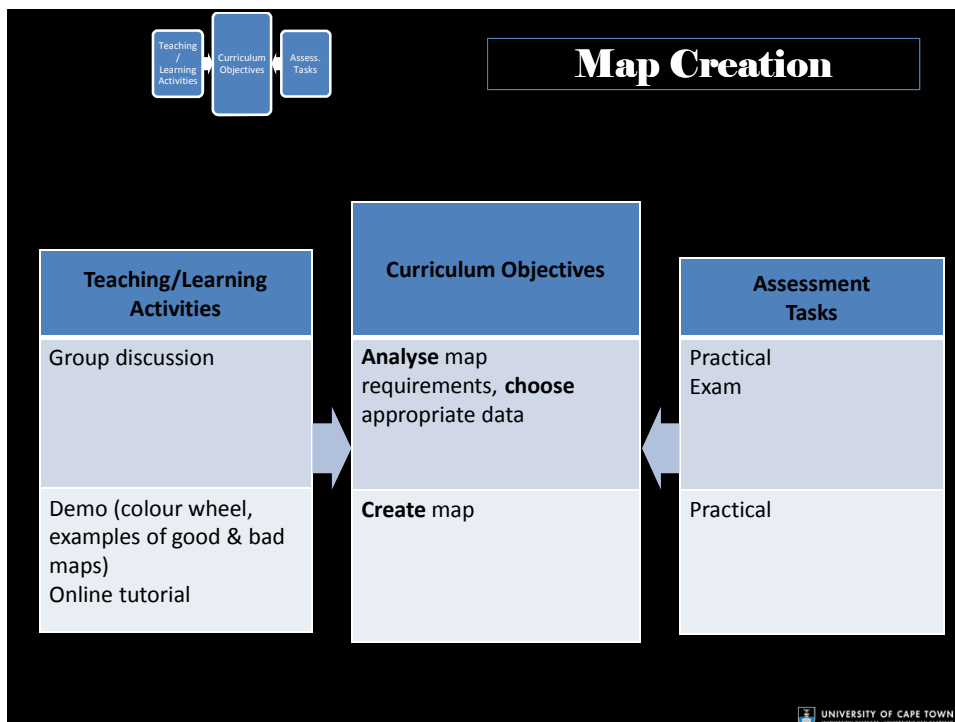 Teaching
/
Learning
Activities
Curriculum
Objectives
Assess.
Tasks
Map Creation
Teaching/Learning
Activities
Curriculum Objectives
Assessment
Tasks
Group discussion
Analyse map
requirements, choose
appropriate data
Practical
Exam
Demo (colour wheel,
examples of good & bad
maps)
Online tutorial
Create map
Practical
UNIVERSITY OF CAPE TOWN